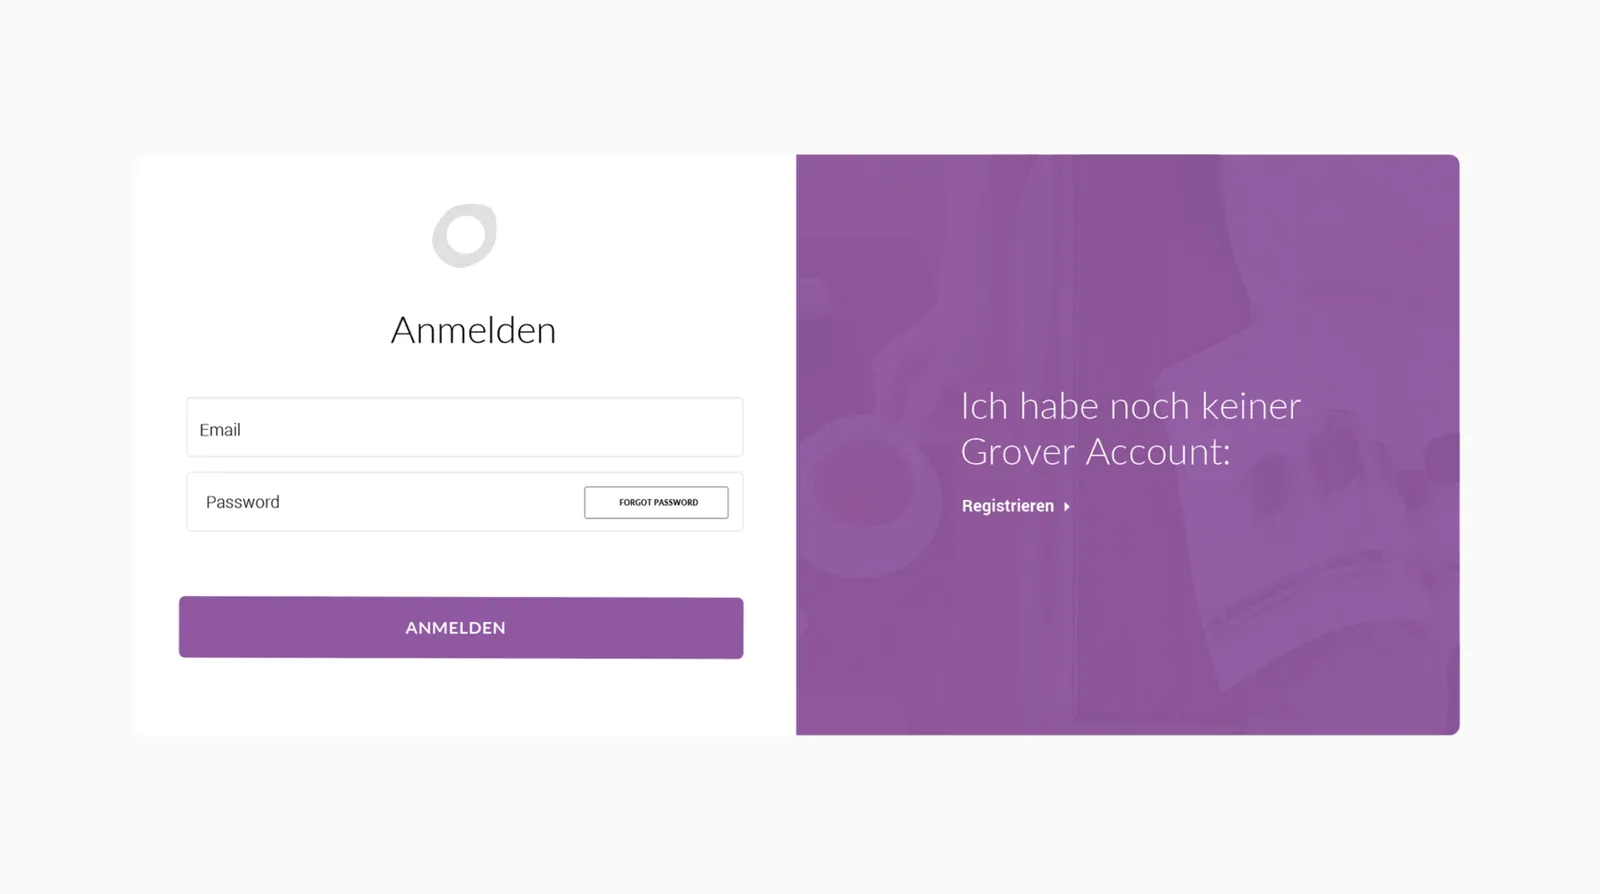 Anmelden
Email
Password
FORGOT PASSWORD
ANMELDEN
Ich habe noch keiner
Grover Account:
Registrieren